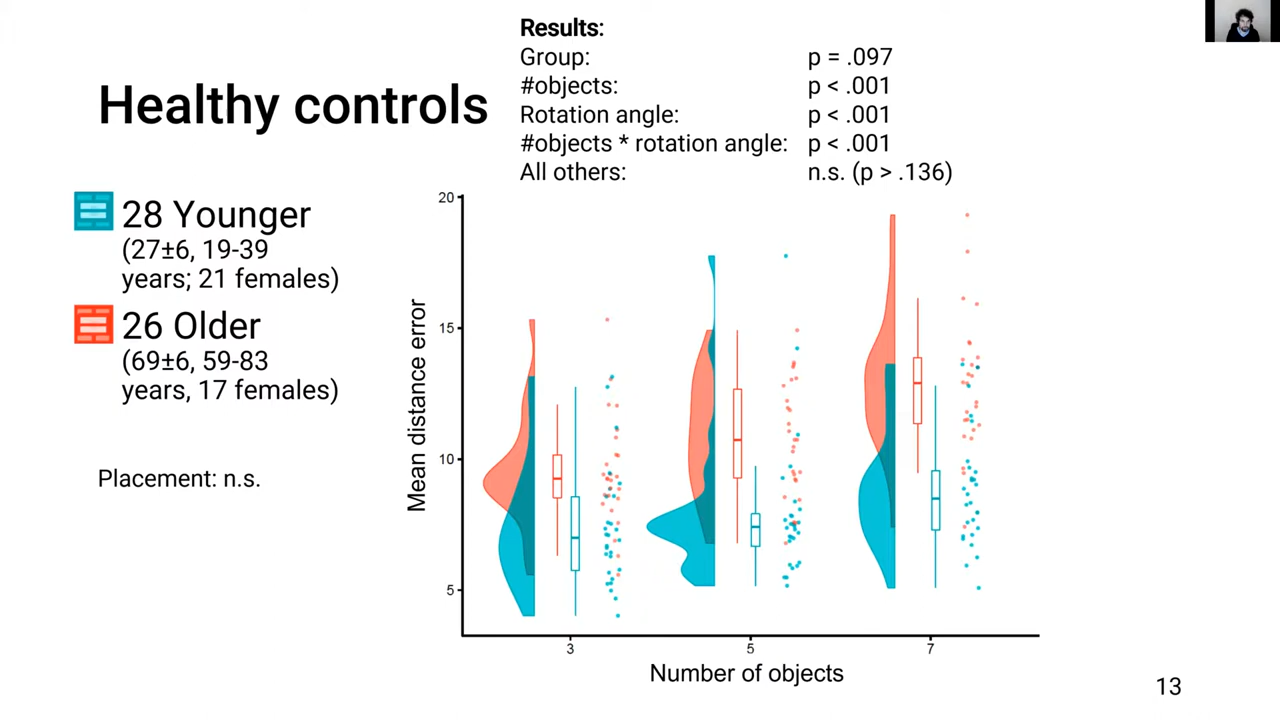 Results:
Group: p = .097
#objects: p < .001
Rotation angle: p < .001
#objects * rotation angle: p < .001
All others: n.s. (p > .136)
Healthy controls
28 Younger
(27±6, 19-39
years; 21 females)
26 Older
(69±6, 59-83
years, 17 females)
Placement: n.s.
Mean distance error
20
15
10
5
3
5
7
Number of objects
13